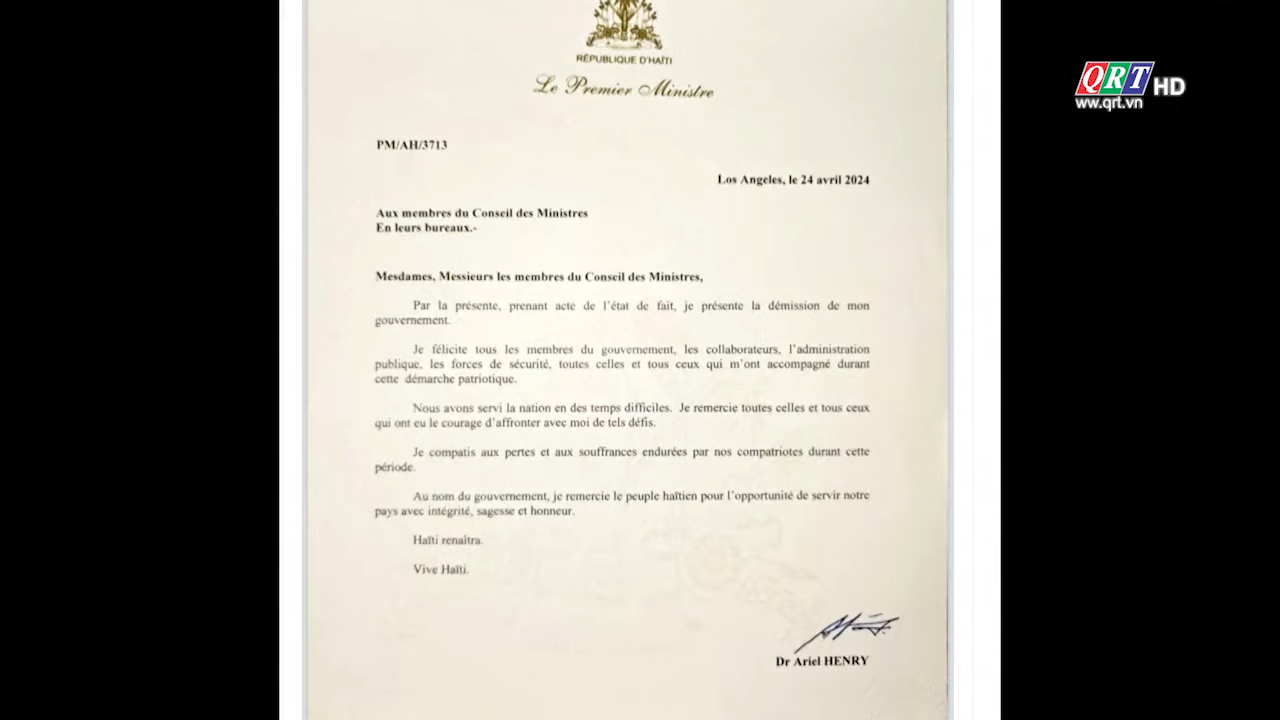 RÉPUBLIQUE D'HAÏTI
Le Premier Ministre
QRT HD
ww.qrt.vn
PM/AH/3713
Los Angeles, le 24 avril 2024
Aux membres du Conseil des Ministres
En leurs bureaux.-
Mesdames, Messieurs les membres du Conseil des Ministres,
Par la présente, prenant acte de l'état de fait, je présente la démission de mon
gouvernement.
Je félicite tous les membres du gouvernement, les collaborateurs, l'administration
publique, les forces de sécurité, toutes celles et tous ceux qui m'ont accompagné durant
cette démarche patriotique.
Nous avons servi la nation en des temps difficiles. Je remercie toutes celles et tous ceux
qui ont eu le courage d'affronter avec moi de tels défis.
Je compatis aux pertes et aux souffrances endurées par nos compatriotes durant cette
période.
Au nom du gouvernement, je remercie le peuple haïtien pour l'opportunité de servir notre
pays avec intégrité, sagesse et honneur.
Haïti renaîtra.
Vive Haïti.
Dr Ariel HENRY